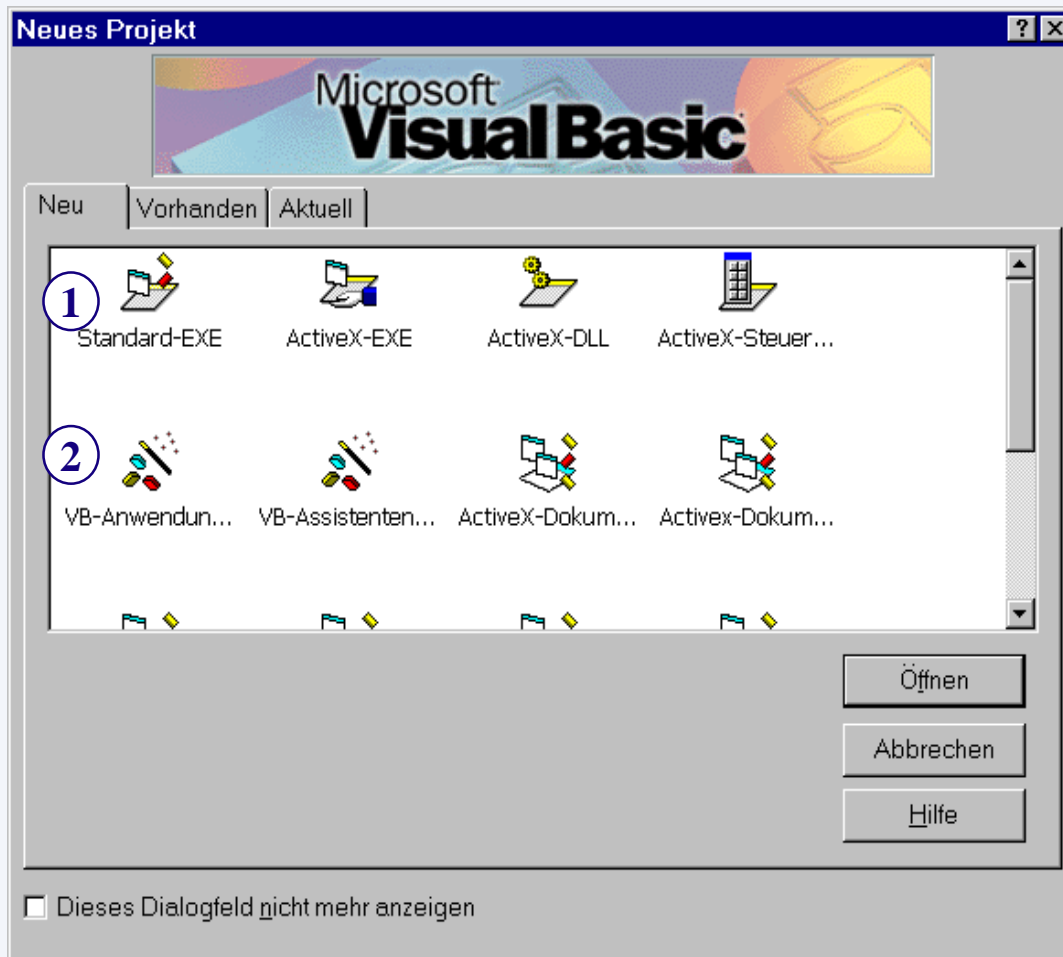 Neues Projekt
Microsoft
Visual Basic
Neu Vorhanden Aktuell
1
Standard-EXE ActiveX-EXE ActiveX-DLL ActiveX-Steuer...
2
VB-Anwendun... VB-Assistenten... ActiveX-Dokum... Activex-Dokum...
Öffnen
Abbrechen
Hilfe
Dieses Dialogfeld nicht mehr anzeigen